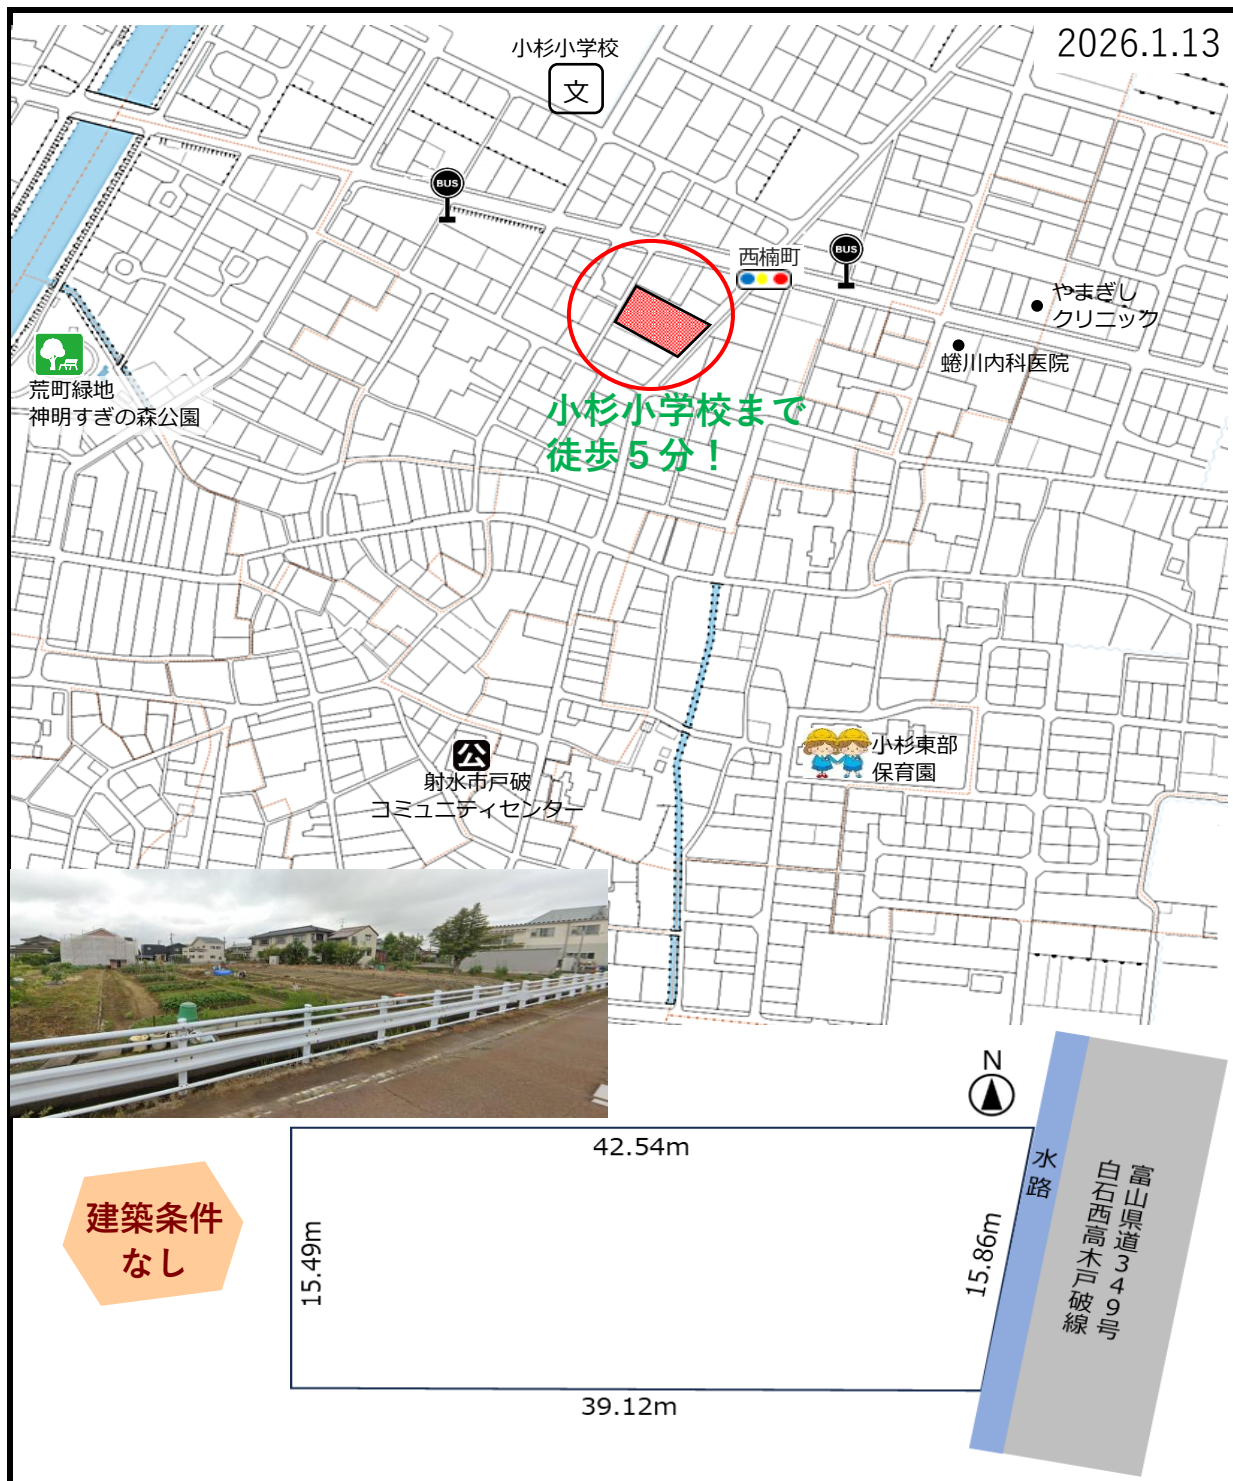 2026.1.13
小杉小学校
文
BUS
西楠町
BUS
やまぎし
クリニック
蜷川内科医院
荒町緑地
神明すぎの森公園
小杉小学校まで
徒歩5分！
小杉東部
保育園
公
射水市戸破
コミュニティセンター
N
42.54m
水路
富山県道349号
白石西高木戸破線
建築条件
なし
15.49m
15.86m
39.12m